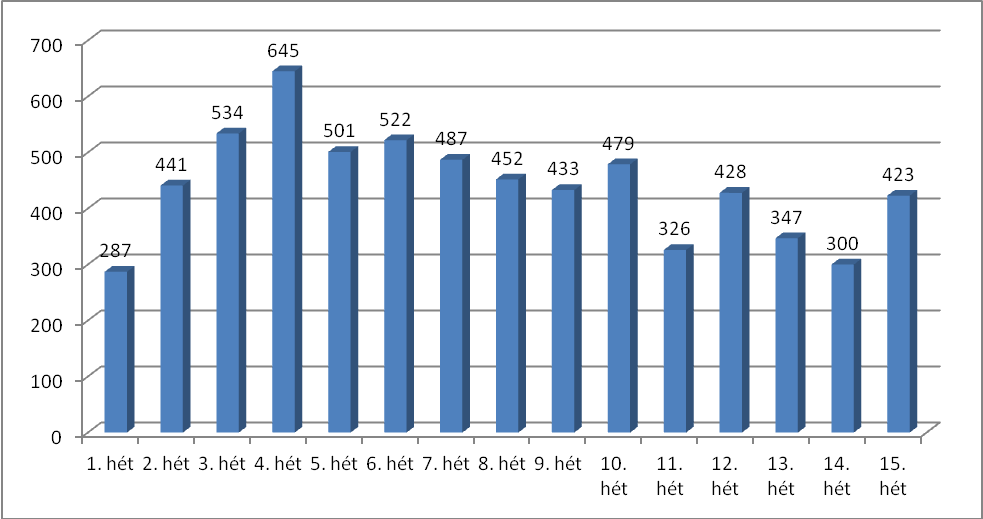 700
600
500
400
300
200
100
0
287
441
534
645
501
522
487
452
433
479
326
428
347
300
423
1. hét
2. hét
3. hét
4. hét
5. hét
6. hét
7. hét
8. hét
9. hét
10.
hét
11.
hét
12.
hét
13.
hét
14.
hét
15.
hét